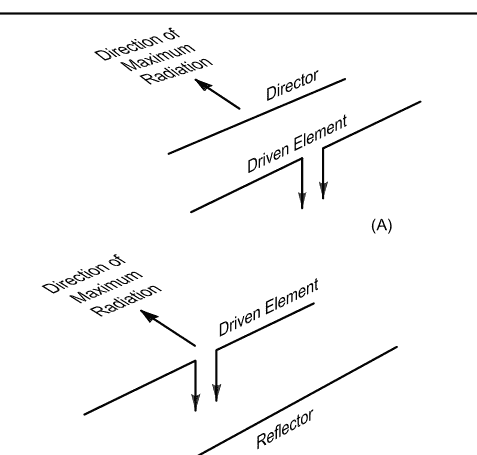 Direction of
Maximum
Radiation
Director
Driven Element
(A)
Direction of
Maximum
Radiation
Driven Element
Reflector